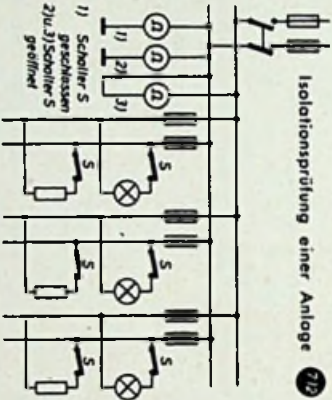 Isolationsprüfung einer Anlage
712
Ω
1)
Ω
2)
Ω
3)
1) Schalter S
geschlossen
2)u.3)Schalter S
geöffnet
S
S
S
S
S
S